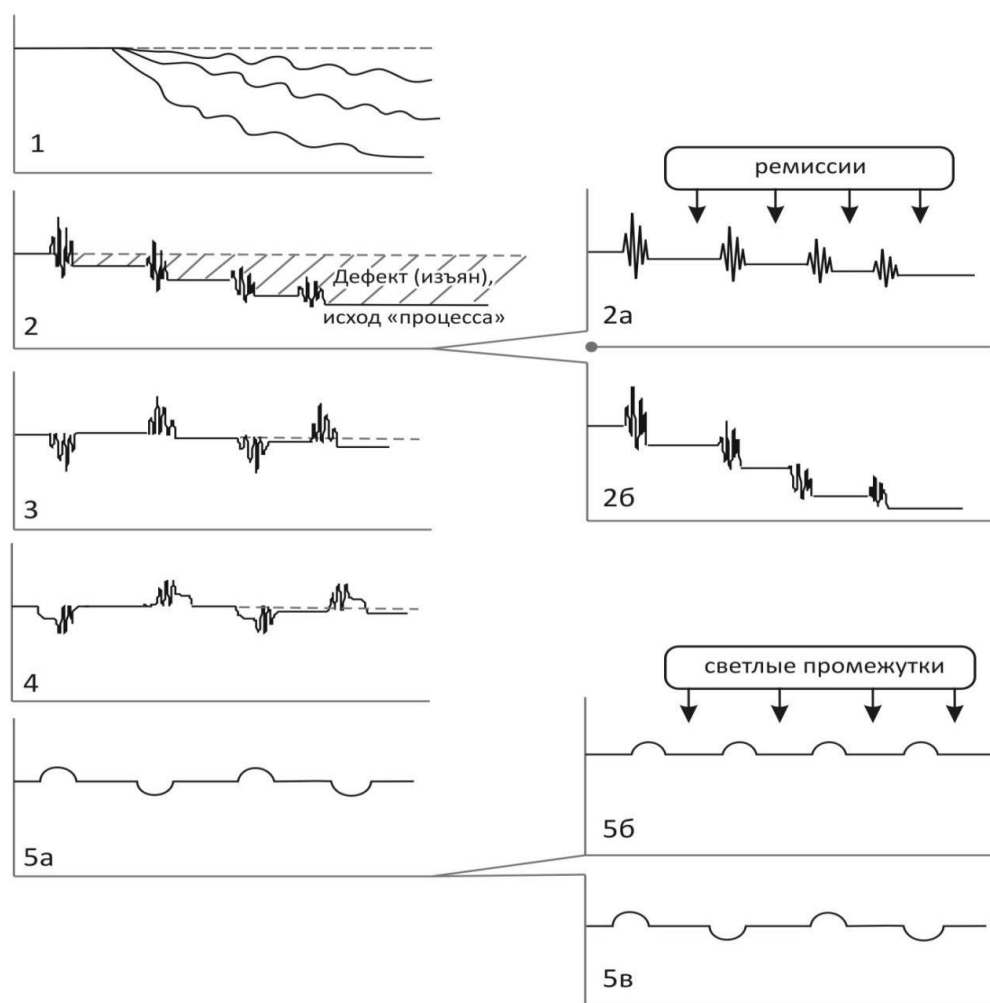 1
ремиссии
2
Дефект (изъян),
исход «процесса»
2а
3
2б
4
светлые промежутки
5а
5б
5в